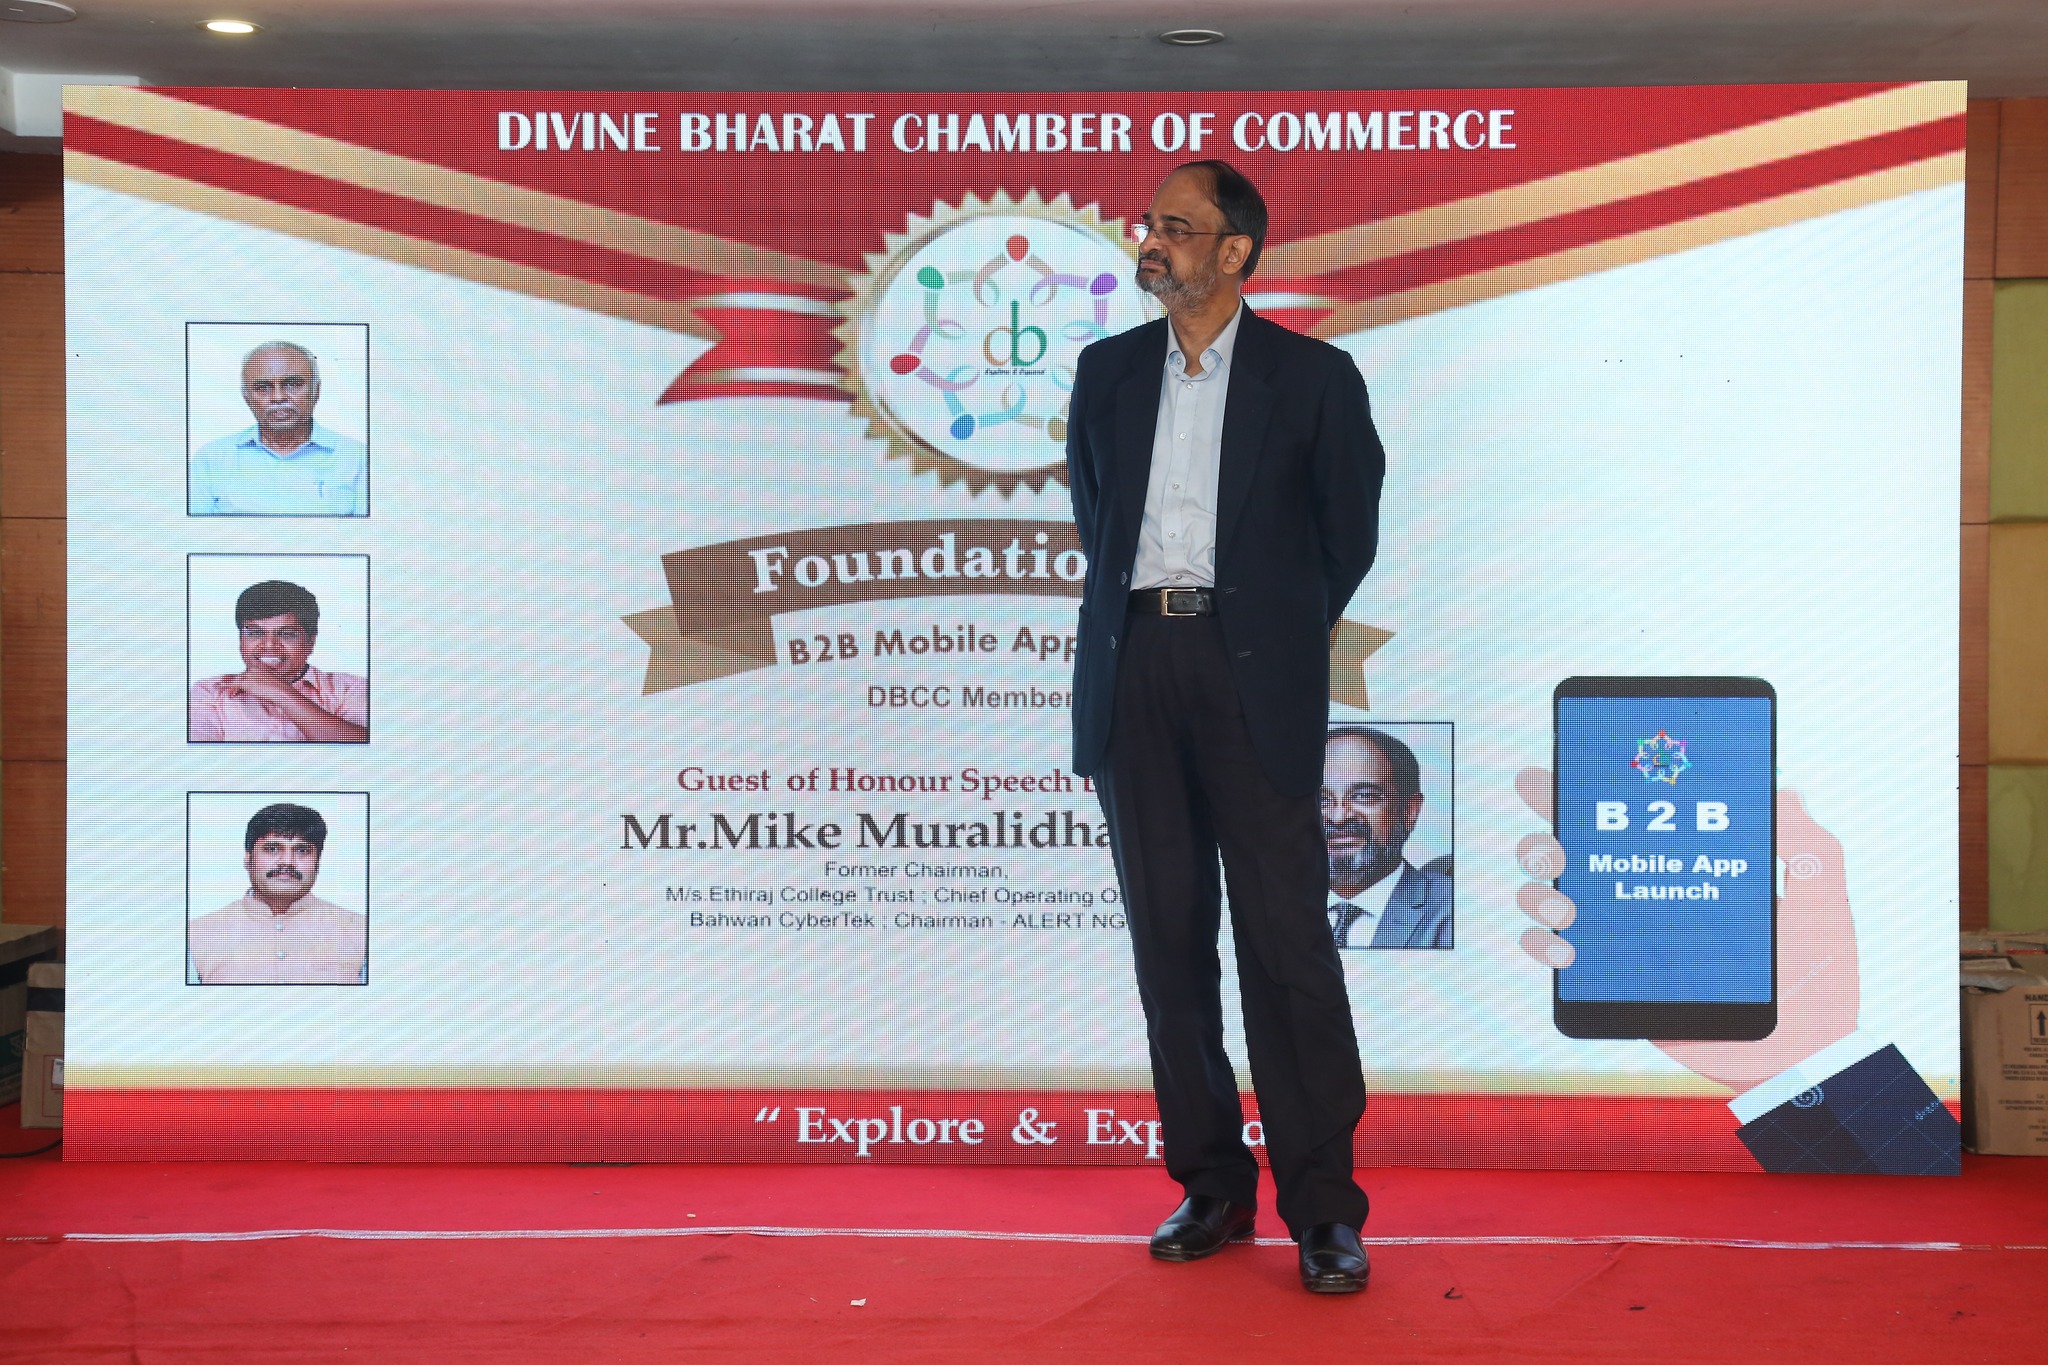 DIVINE BHARAT CHAMBER OF COMMERCE
db
Foundatio
B2B Mobile App
DBCC Member
Guest of Honour Speech
Mr.Mike Muralidha
Former Chairman,
M/s.Ethiraj College Trust ; Chief Operating O
Bahwan CyberTek ; Chairman - ALERT NG
B 2 B
Mobile App
Launch
“ Explore & Exp d